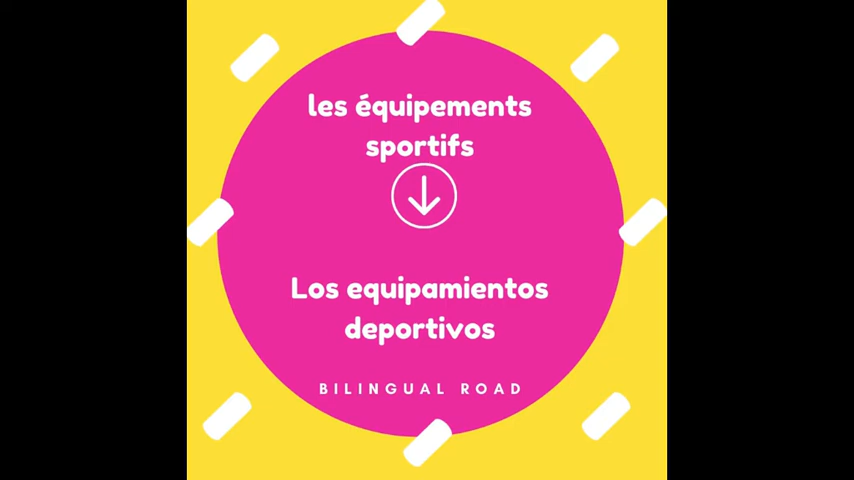 les équipements
sportifs
Los equipamientos
deportivos
BILINGUAL ROAD